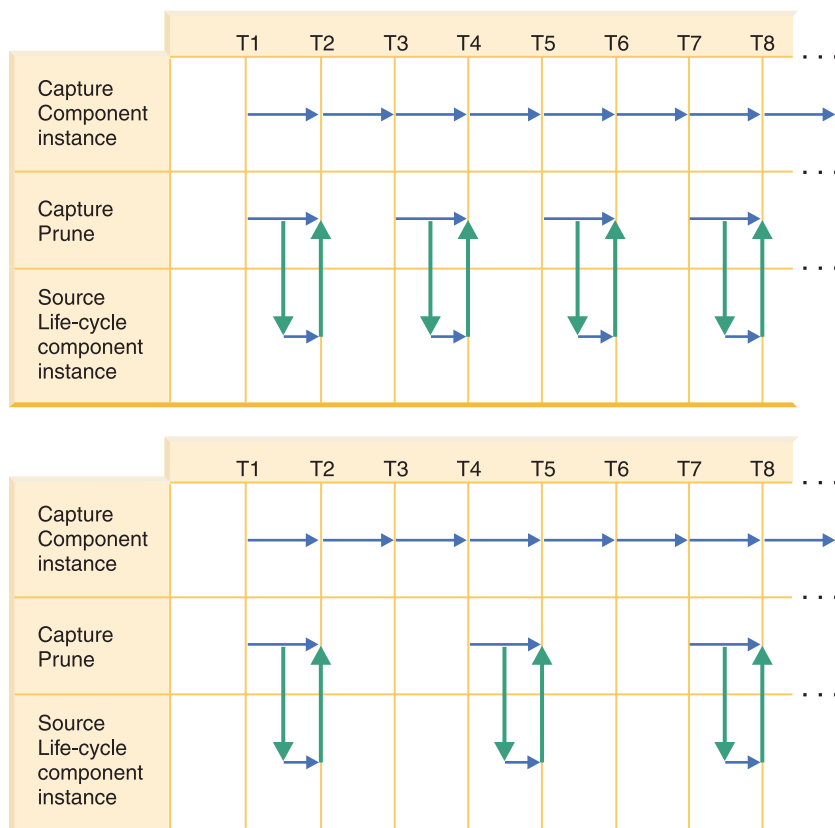 T1 T2 T3 T4 T5 T6 T7 T8 . . .
Capture
Component
instance
. . .
Capture
Prune
. . .
Source
Life-cycle
component
instance
T1 T2 T3 T4 T5 T6 T7 T8 . . .
Capture
Component
instance
. . .
Capture
Prune
. . .
Source
Life-cycle
component
instance